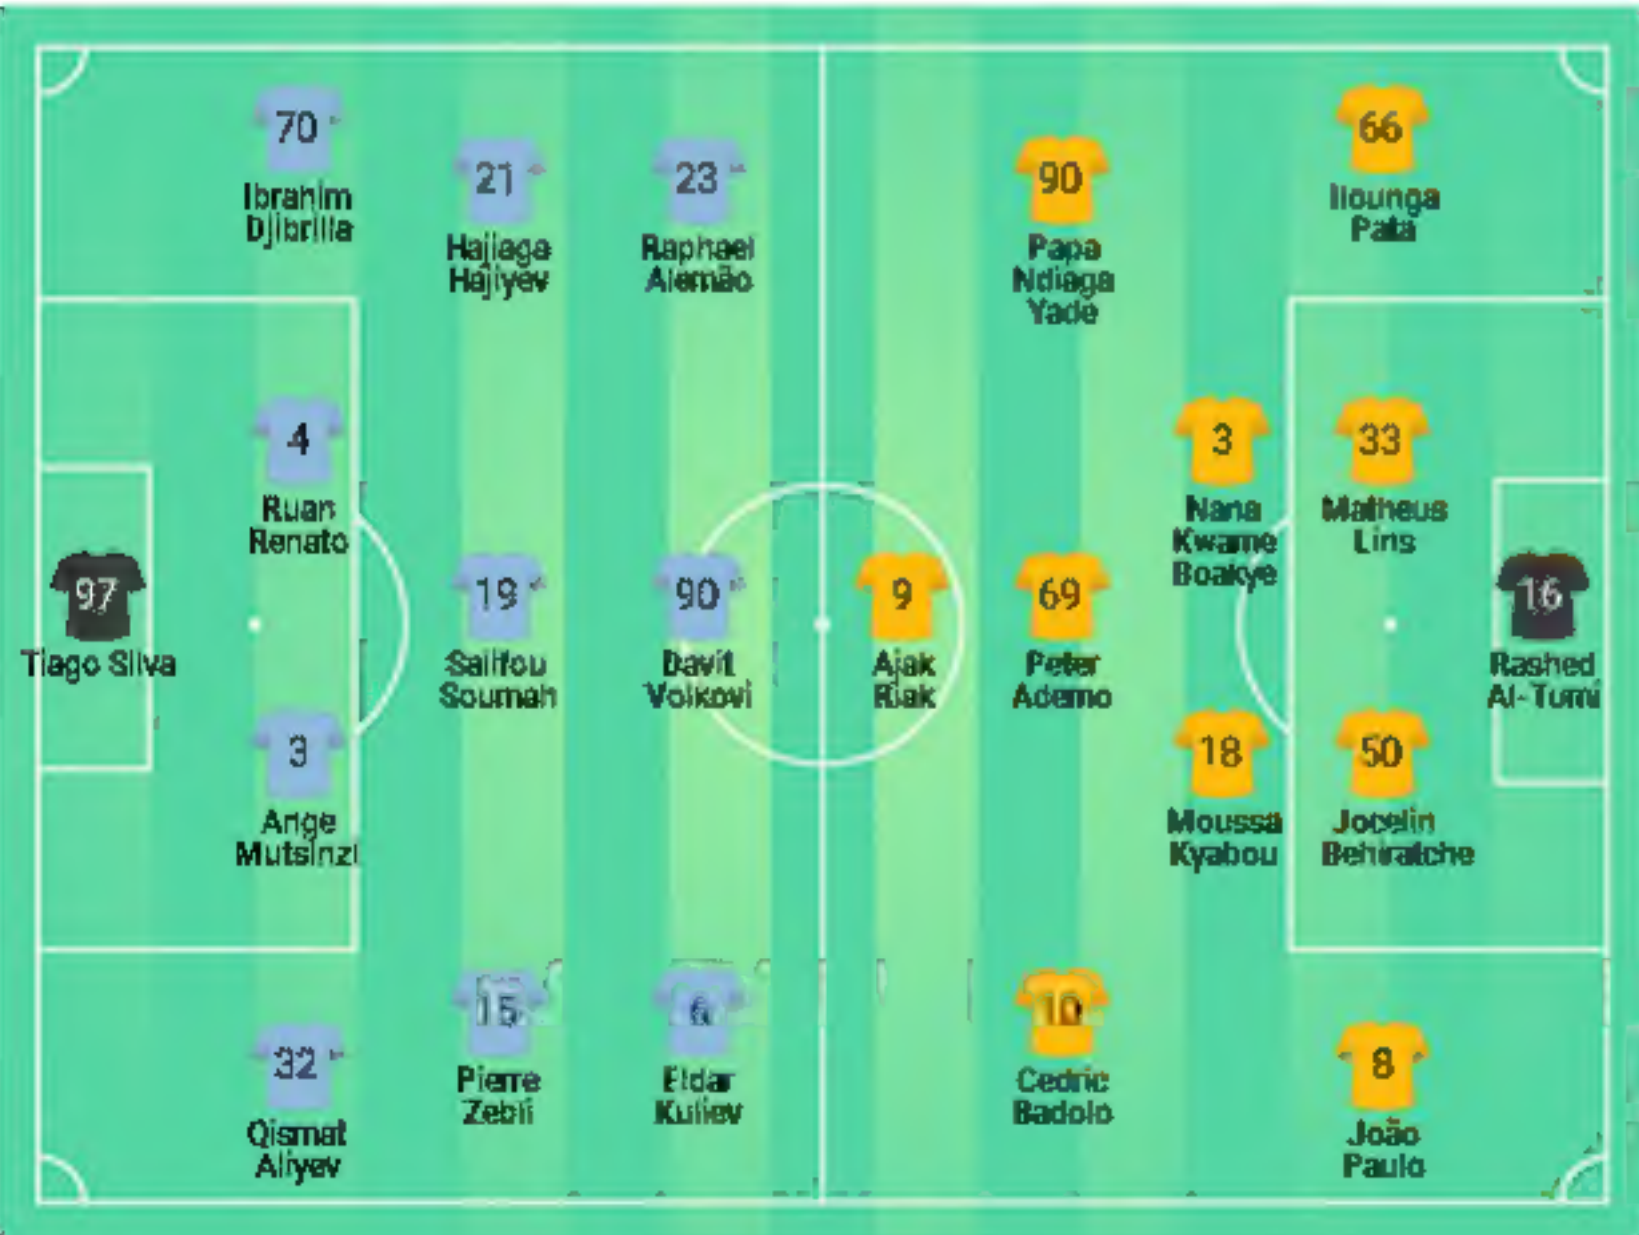 70
Ibrahim
Djibrilla
21
Hajiaga
Hajiyev
23
Raphael
Alemão
90
Papa
Ndiaga
Yade
66
Ilounga
Pata
4
Ruan
Renato
3
Nana
Kwame
Boakye
33
Matheus
Lins
97
Tiago Silva
19
Saifou
Soumah
90
Davit
Volkovi
9
Ajak
Riak
69
Peter
Ademo
16
Rashed
Al-Tumi
3
Ange
Mutsinzi
18
Moussa
Kyabou
50
Jocelin
Behiratche
15
Pierre
Zebli
6
Eldar
Kuliev
10
Cedric
Badolo
32
Qismat
Aliyev
8
João
Paulo